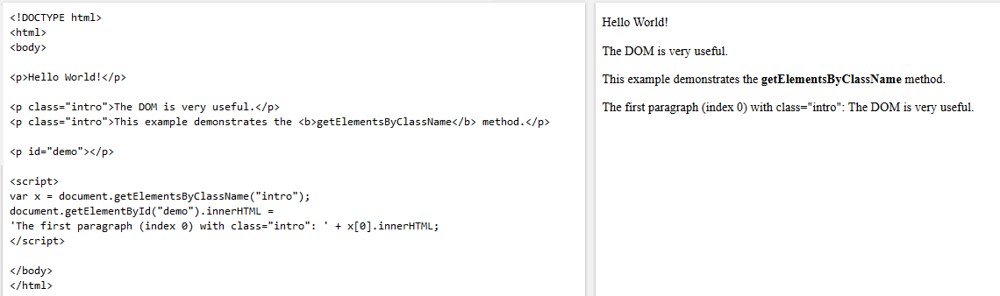 <!DOCTYPE html>
<html>
<body>
<p>Hello World!</p>
<p class="intro">The DOM is very useful.</p>
<p class="intro">This example demonstrates the <b>getElementsByClassName</b> method.</p>
<p id="demo"></p>
<script>
var x = document.getElementsByClassName("intro");
document.getElementById("demo").innerHTML =
'The first paragraph (index 0) with class="intro": ' + x[0].innerHTML;
</script>
</body>
</html>
Hello World!
The DOM is very useful.
This example demonstrates the getElementsByClassName method.
The first paragraph (index 0) with class="intro": The DOM is very useful.